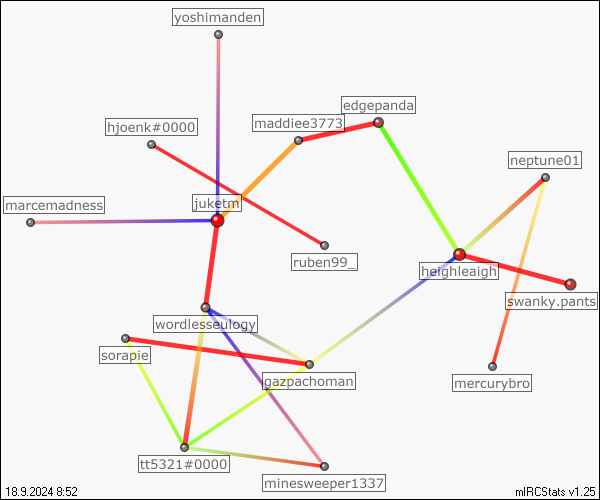 yoshimanden
edgepanda
maddiee3773
hjoenk#0000
neptune01
marcemadness
juketm
ruben99_
heighleaigh
swanky.pants
wordlesseulogy
sorapie
gazpachoman
mercurybro
tt5321#0000
minesweeper1337
18.9.2024 8:52
mIRCStats v1.25